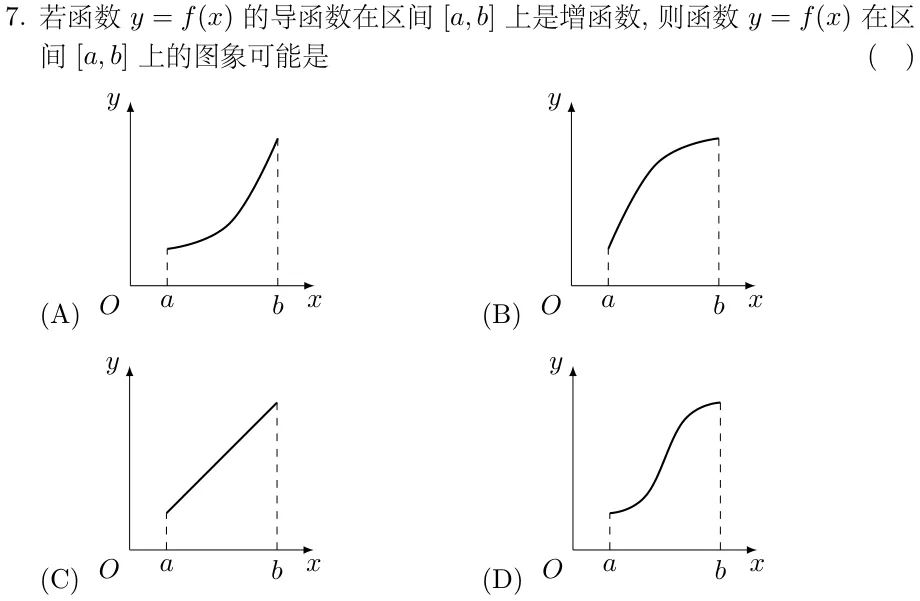 7. 若函数 y = f(x) 的导函数在区间 [a, b] 上是增函数, 则函数 y = f(x) 在区
间 [a, b] 上的图象可能是 ( )
y
O a b x
(A)
y
O a b x
(B)
y
O a b x
(C)
y
O a b x
(D)